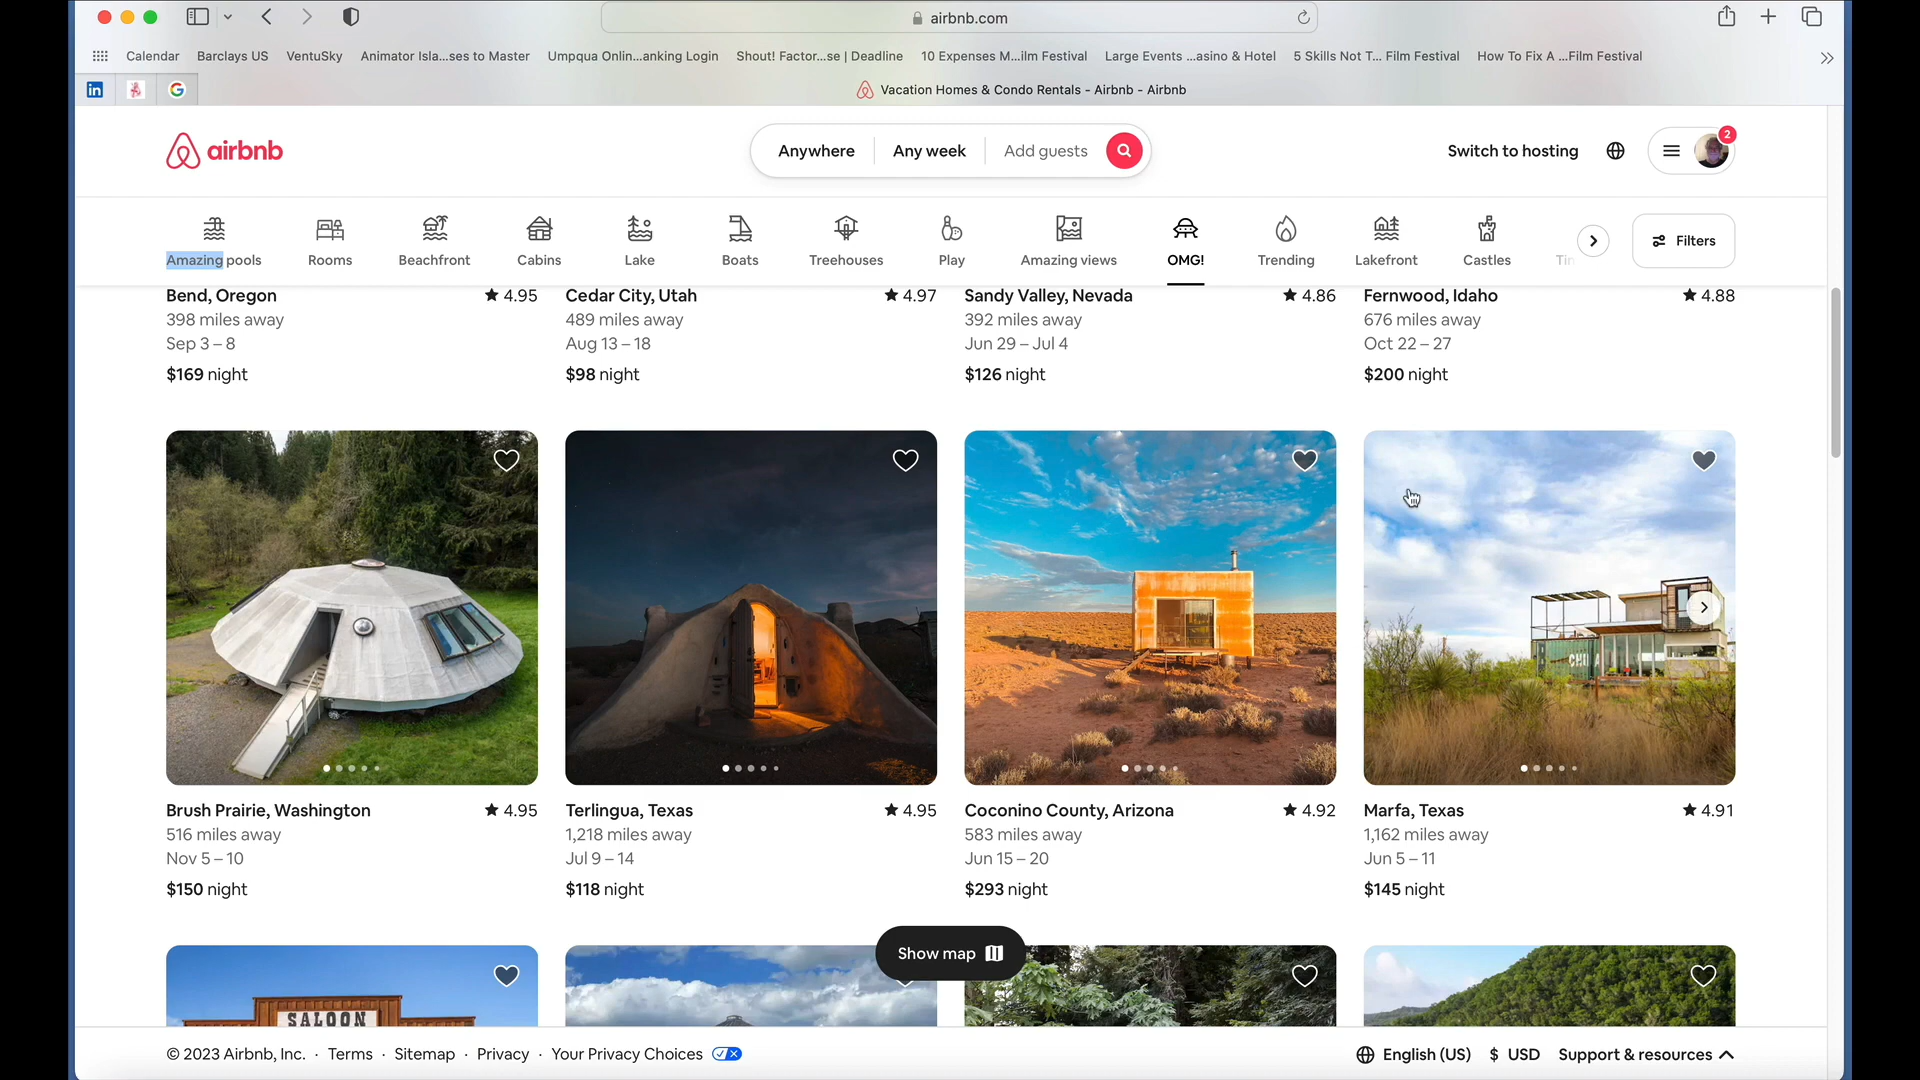 airbnb.com
Calendar Barclays US VentuSky Animator Isla...ses to Master Umpqua Onlin...anking Login Shout! Factor...se | Deadline 10 Expenses M...ilm Festival Large Events ...asino & Hotel 5 Skills Not T... Film Festival How To Fix A ...Film Festival
Vacation Homes & Condo Rentals - Airbnb - Airbnb
airbnb Anywhere Any week Add guests Switch to hosting 2
Amazing pools Rooms Beachfront Cabins Lake Boats Treehouses Play Amazing views OMG! Trending Lakefront Castles Filters
Bend, Oregon 4.95 Cedar City, Utah 4.97 Sandy Valley, Nevada 4.86 Fernwood, Idaho 4.88
398 miles away 489 miles away 392 miles away 676 miles away
Sep 3 – 8 Aug 13 – 18 Jun 29 – Jul 4 Oct 22 – 27
$169 night $98 night $126 night $200 night
Brush Prairie, Washington 4.95 Terlingua, Texas 4.95 Coconino County, Arizona 4.92 Marfa, Texas 4.91
516 miles away 1,218 miles away 583 miles away 1,162 miles away
Nov 5 – 10 Jul 9 – 14 Jun 15 – 20 Jun 5 – 11
$150 night $118 night $293 night $145 night
Show map
SALOON
© 2023 Airbnb, Inc. · Terms · Sitemap · Privacy · Your Privacy Choices English (US) $ USD Support & resources